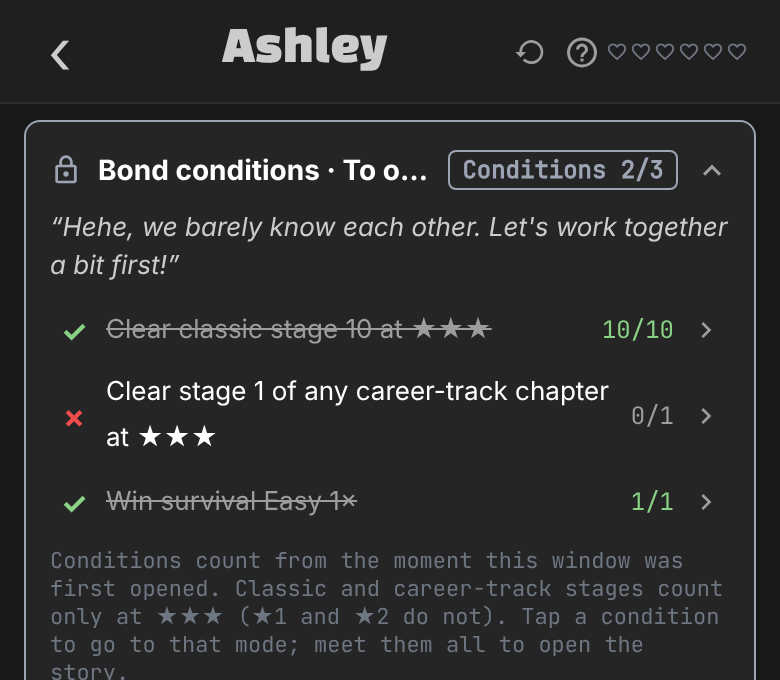 Ashley
Bond conditions · To o...
Conditions 2/3
“Hehe, we barely know each other. Let's work together
a bit first!”
Clear classic stage 10 at ★★★
10/10
Clear stage 1 of any career-track chapter
at ★★★
0/1
Win survival Easy 1×
1/1
Conditions count from the moment this window was
first opened. Classic and career-track stages count
only at ★★★ (★1 and ★2 do not). Tap a condition
to go to that mode; meet them all to open the
story.